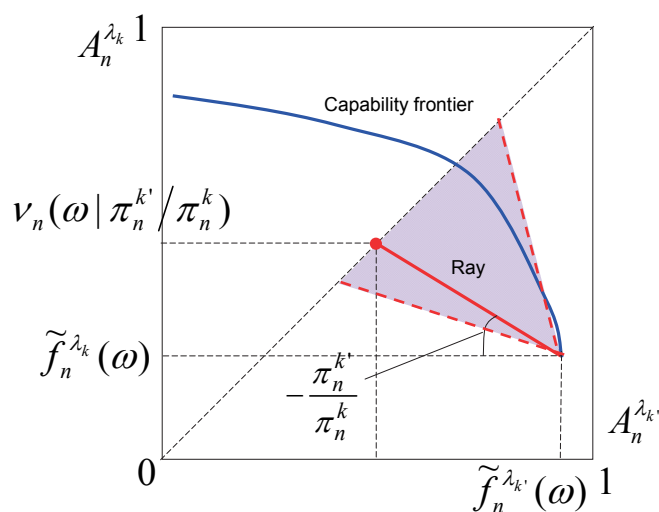 1
A_n^{λ_k}
Capability frontier
ν_n(ω | π_n^{k'}/π_n^k)
Ray
f̃_n^{λ_k}(ω)
-π_n^{k'}/π_n^k
A_n^{λ_{k'}}
0
f̃_n^{λ_{k'}}(ω)
1